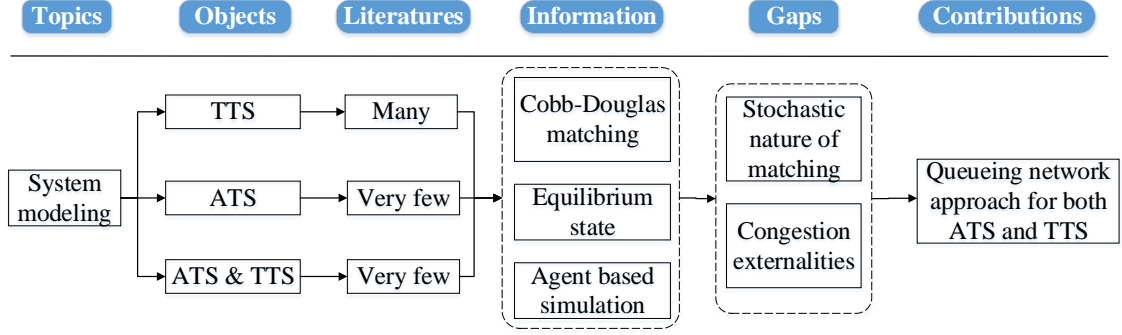 Topics
Objects
Literatures
Information
Gaps
Contributions
System
modeling
TTS
ATS
ATS & TTS
Many
Very few
Very few
Cobb-Douglas
matching
Equilibrium
state
Agent based
simulation
Stochastic
nature of
matching
Congestion
externalities
Queueing network
approach for both
ATS and TTS